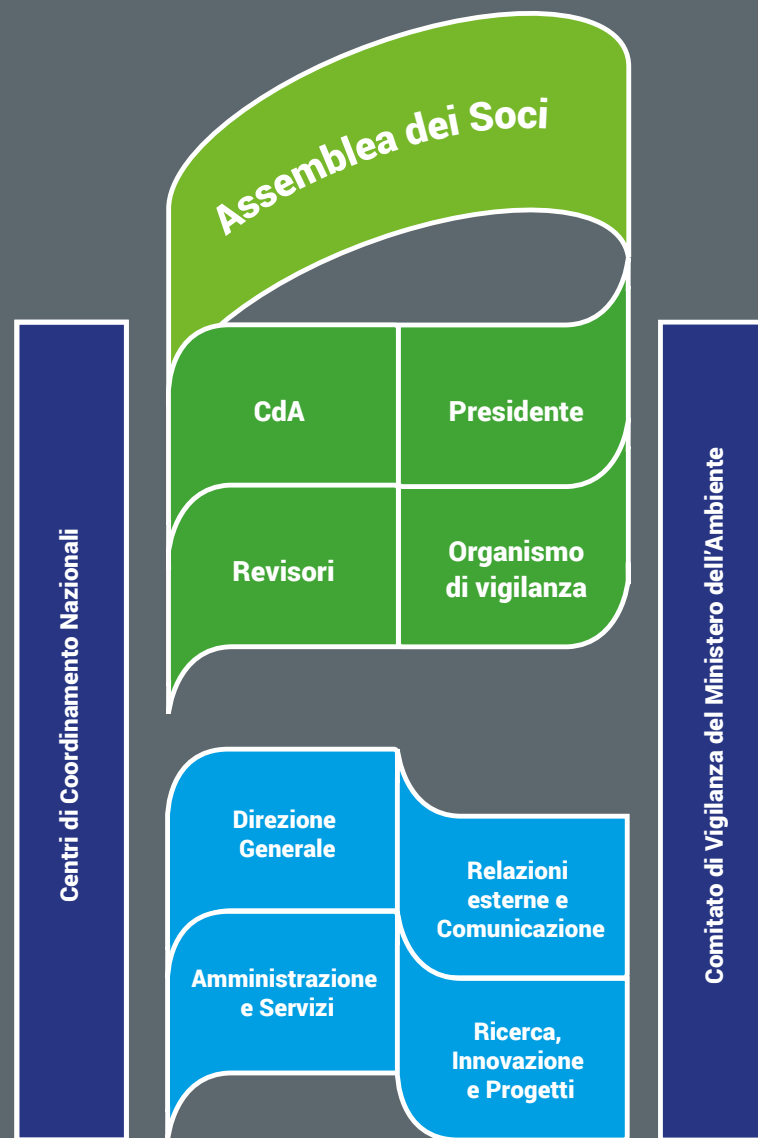 Assemblea dei Soci
CdA
Presidente
Revisori
Organismo
di vigilanza
Centri di Coordinamento Nazionali
Comitato di Vigilanza del Ministero dell'Ambiente
Direzione
Generale
Relazioni
esterne e
Comunicazione
Amministrazione
e Servizi
Ricerca,
Innovazione
e Progetti